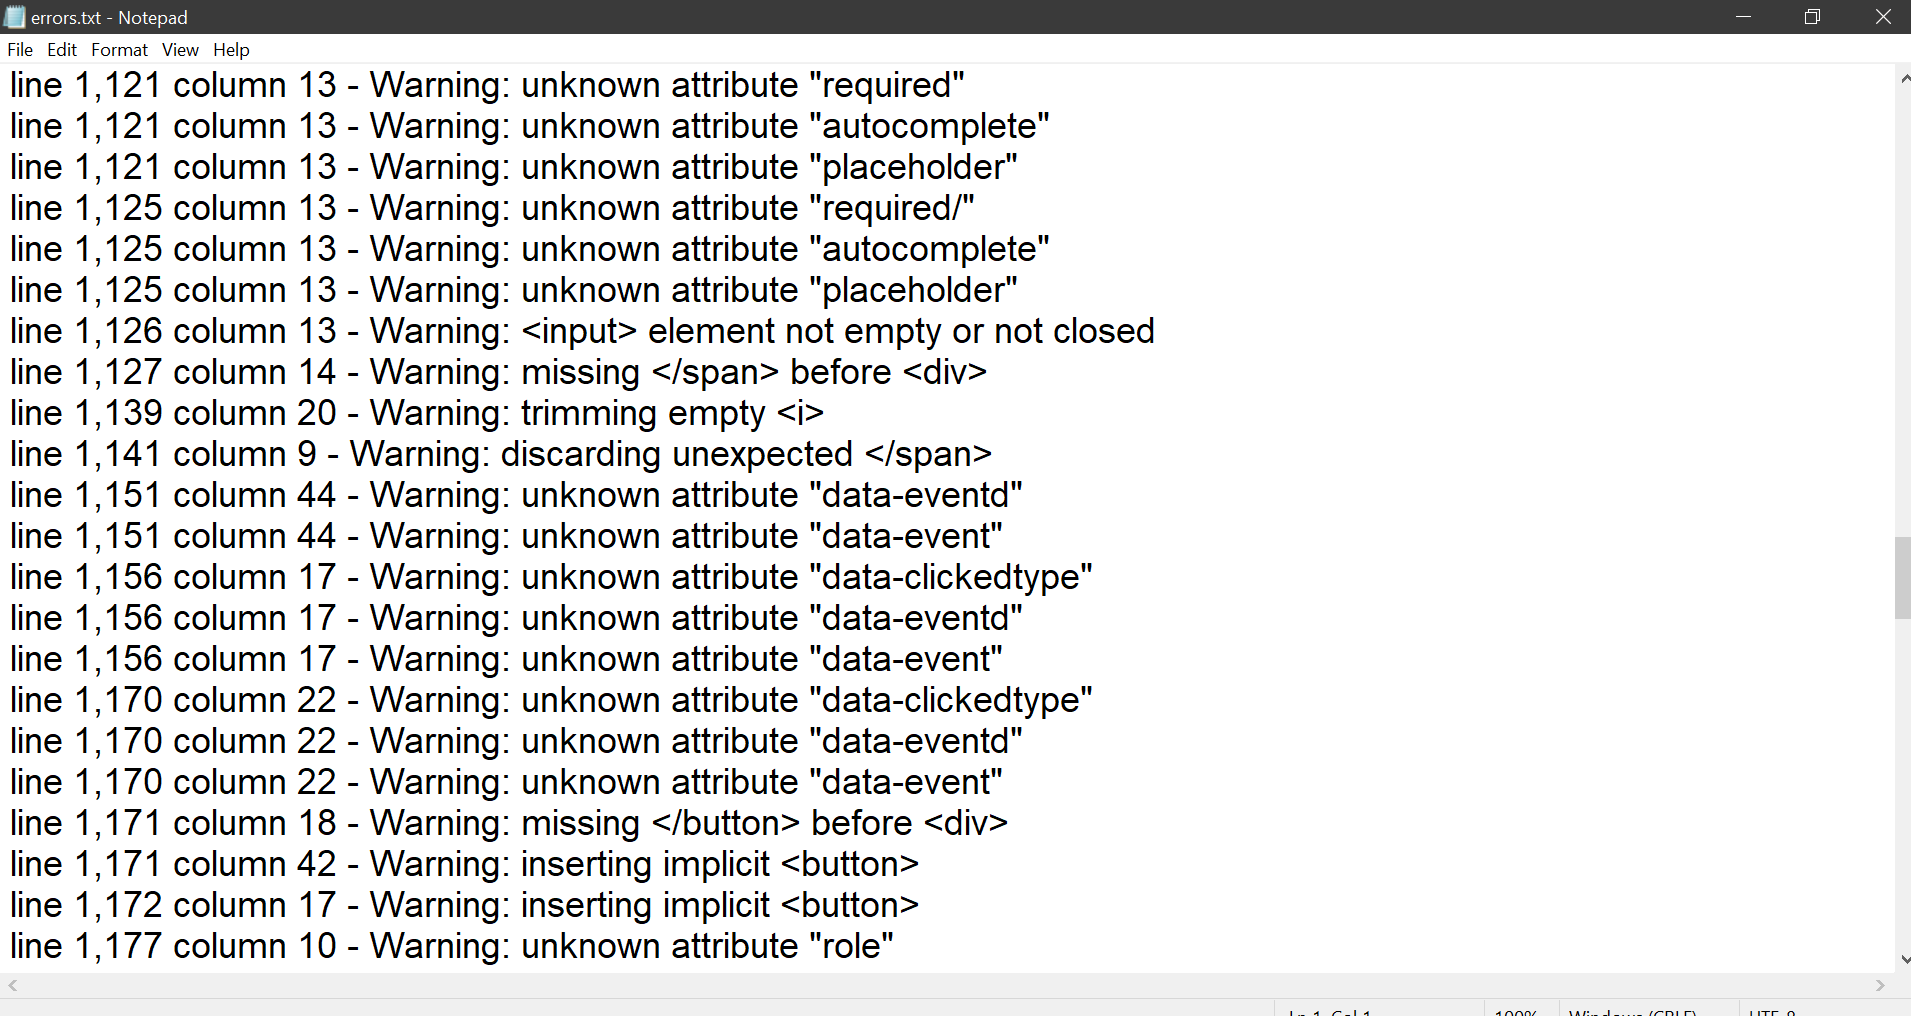 errors.txt - Notepad
File Edit Format View Help
line 1,121 column 13 - Warning: unknown attribute "required"
line 1,121 column 13 - Warning: unknown attribute "autocomplete"
line 1,121 column 13 - Warning: unknown attribute "placeholder"
line 1,125 column 13 - Warning: unknown attribute "required/"
line 1,125 column 13 - Warning: unknown attribute "autocomplete"
line 1,125 column 13 - Warning: unknown attribute "placeholder"
line 1,126 column 13 - Warning: <input> element not empty or not closed
line 1,127 column 14 - Warning: missing </span> before <div>
line 1,139 column 20 - Warning: trimming empty <i>
line 1,141 column 9 - Warning: discarding unexpected </span>
line 1,151 column 44 - Warning: unknown attribute "data-eventd"
line 1,151 column 44 - Warning: unknown attribute "data-event"
line 1,156 column 17 - Warning: unknown attribute "data-clickedtype"
line 1,156 column 17 - Warning: unknown attribute "data-eventd"
line 1,156 column 17 - Warning: unknown attribute "data-event"
line 1,170 column 22 - Warning: unknown attribute "data-clickedtype"
line 1,170 column 22 - Warning: unknown attribute "data-eventd"
line 1,170 column 22 - Warning: unknown attribute "data-event"
line 1,171 column 18 - Warning: missing </button> before <div>
line 1,171 column 42 - Warning: inserting implicit <button>
line 1,172 column 17 - Warning: inserting implicit <button>
line 1,177 column 10 - Warning: unknown attribute "role"
Ln 1, Col 1 100% Windows (CRLF) UTF-8